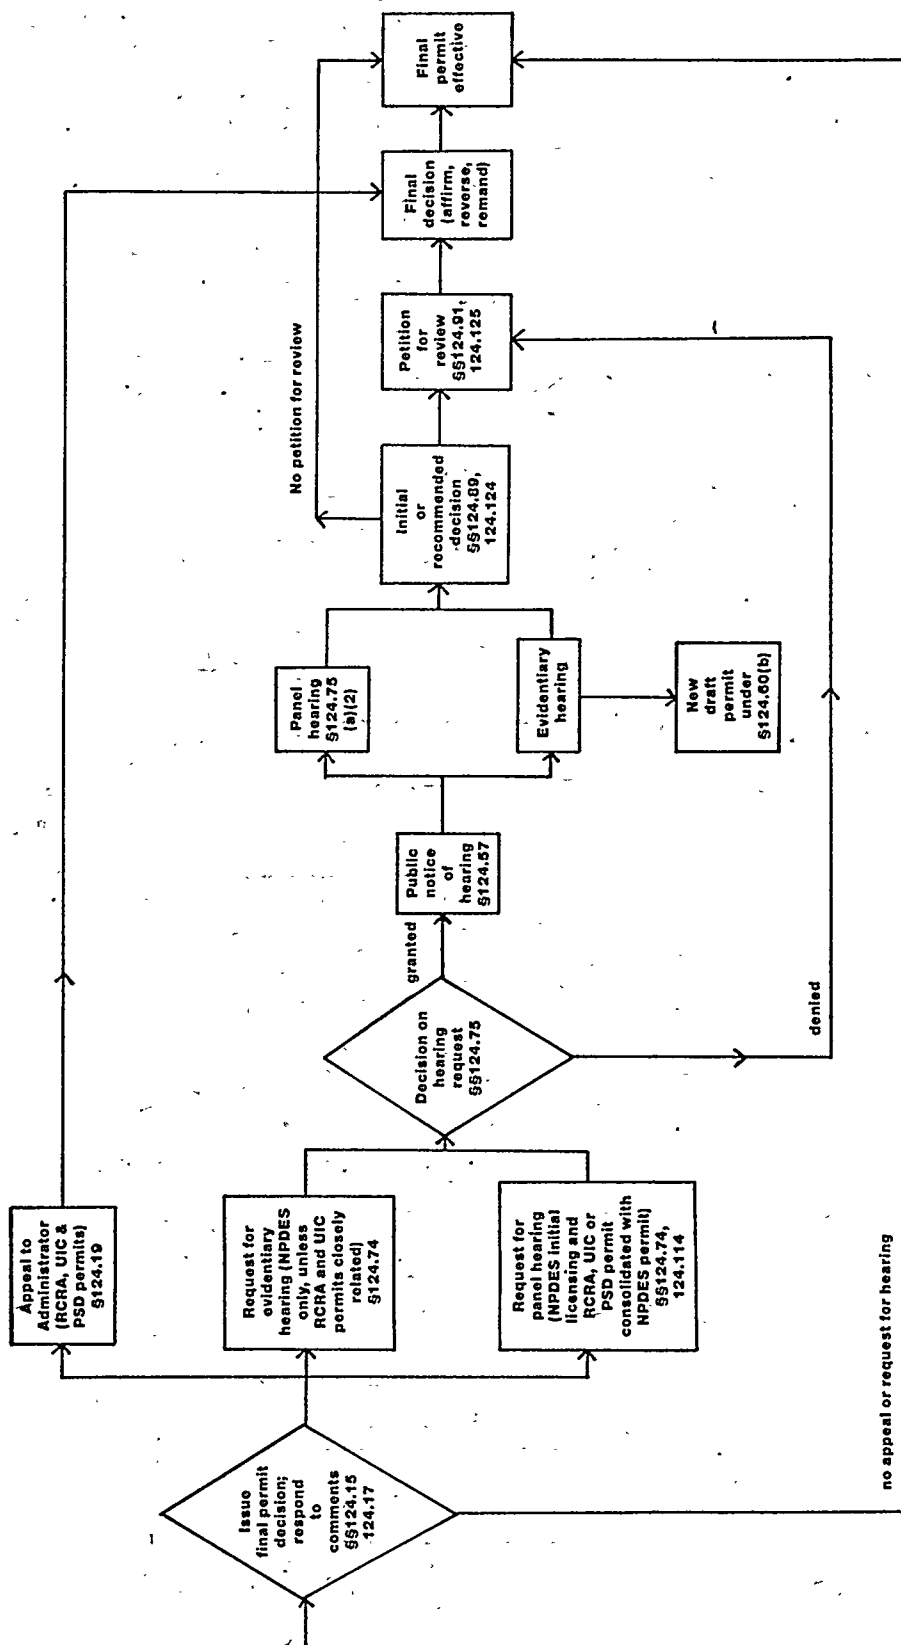 Issue
final permit
decision;
respond
to
comments
§§124.15
124.17
no appeal or request for hearing
Appeal to
Administrator
(RCRA, UIC &
PSD permits)
§124.19
Request for
evidentiary
hearing (NPDES
only, unless
RCRA and UIC
permits closely
related)
§124.74
Request for
panel hearing
(NPDES initial
licensing and
RCRA, UIC or
PSD permit
consolidated with
NPDES permit)
§§124.74,
124.114
Decision on
hearing
request
§§124.75
granted
denied
Public
notice
of
hearing
§124.57
Panel
hearing
§124.75
(a)(2)
Evidentiary
hearing
New
draft
permit
under
§124.60(b)
Initial
or
recommended
decision
§§124.89,
124.124
No petition for review
Petition
for
review
§§124.91,
124.125
Final
decision
(affirm,
reverse,
remand)
Final
permit
effective